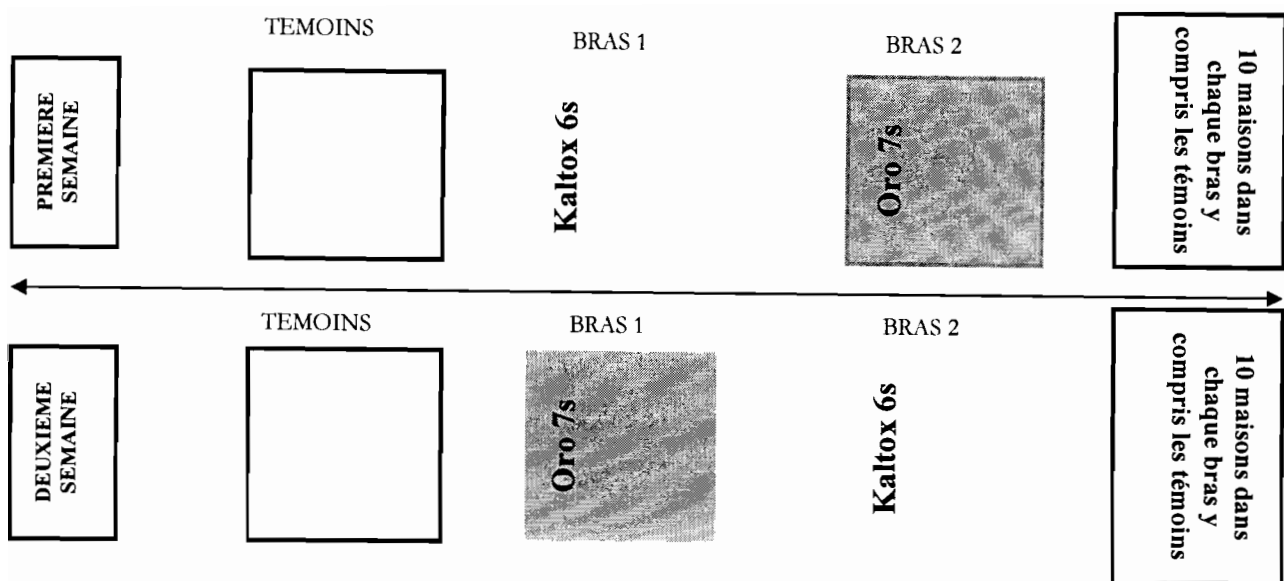 TEMOINS
BRAS 1
BRAS 2
PREMIERE
SEMAINE
Kaltox 6s
Oro 7s
10 maisons dans
chaque bras y
compris les témoins
TEMOINS
BRAS 1
BRAS 2
DEUXIEME
SEMAINE
Oro 7s
Kaltox 6s
10 maisons dans
chaque bras y
compris les témoins